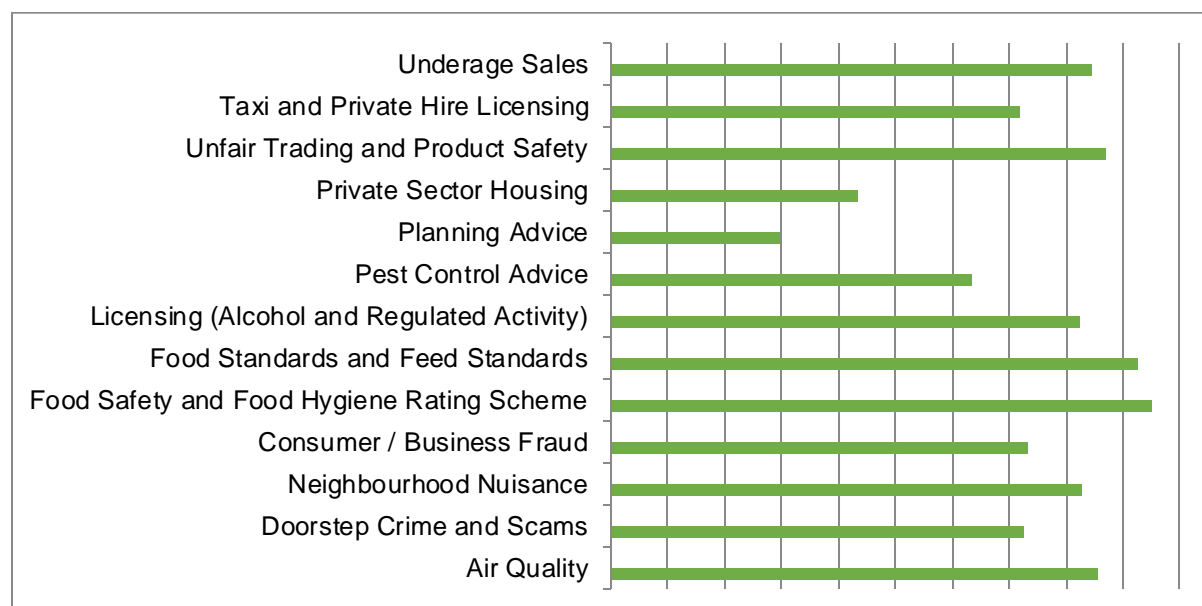 Underage Sales
Taxi and Private Hire Licensing
Unfair Trading and Product Safety
Private Sector Housing
Planning Advice
Pest Control Advice
Licensing (Alcohol and Regulated Activity)
Food Standards and Feed Standards
Food Safety and Food Hygiene Rating Scheme
Consumer / Business Fraud
Neighbourhood Nuisance
Doorstep Crime and Scams
Air Quality